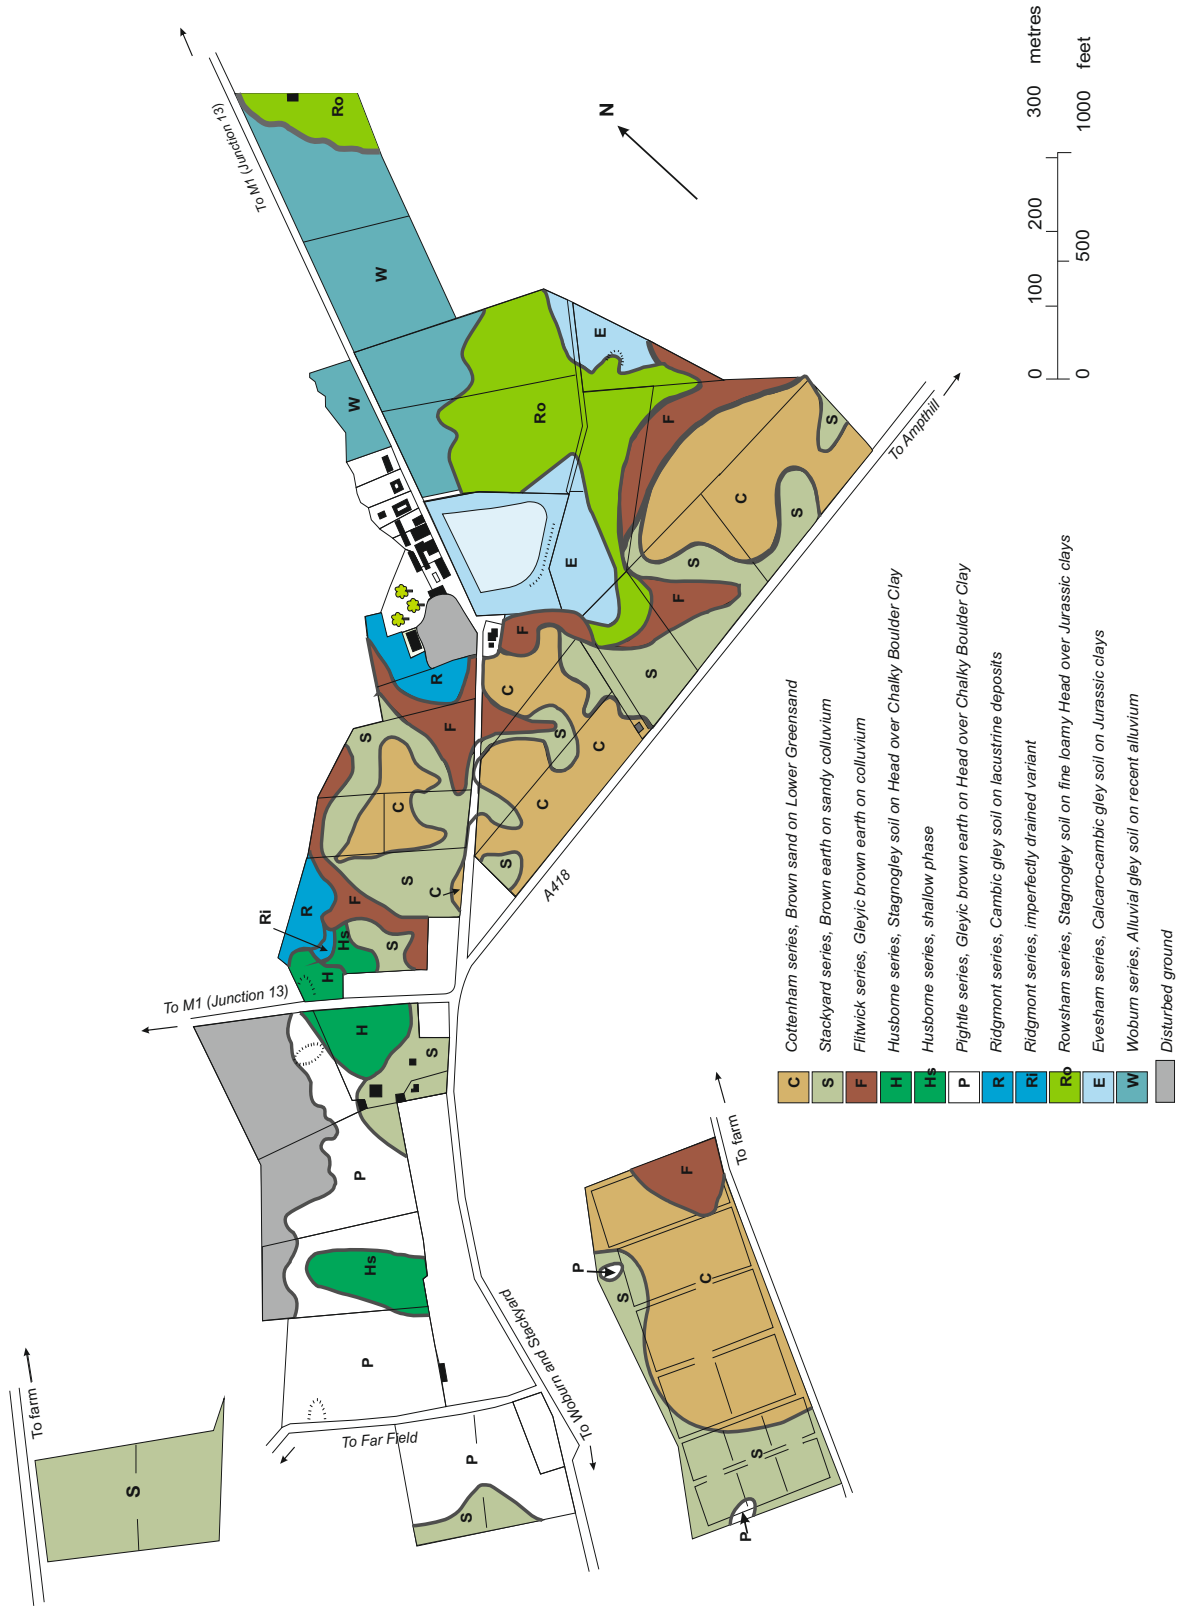 To M1 (Junction 13)
Ro
W
W
N
W
Ro
E
F
S
C
S
To Ampthill
E
S
F
F
S
R
C
F
S
C
S
C
C
S
S
C
A418
R
F
Ri
Hs
S
H
To M1 (Junction 13)
H
S
P
Hs
P
To Far Field
P
S
To Woburn and Stackyard
To farm
S
To farm
F
C
P
S
S
P
0 100 200 300 metres
0 500 1000 feet
C Cottenham series, Brown sand on Lower Greensand
S Stackyard series, Brown earth on sandy colluvium
F Flitwick series, Gleyic brown earth on colluvium
H Husborne series, Stagnogley soil on Head over Chalky Boulder Clay
Hs Husborne series, shallow phase
P Pightle series, Gleyic brown earth on Head over Chalky Boulder Clay
R Ridgmont series, Cambic gley soil on lacustrine deposits
Ri Ridgmont series, imperfectly drained variant
Ro Rowsham series, Stagnogley soil on fine loamy Head over Jurassic clays
E Evesham series, Calcaro-cambic gley soil on Jurassic clays
W Woburn series, Alluvial gley soil on recent alluvium
Disturbed ground